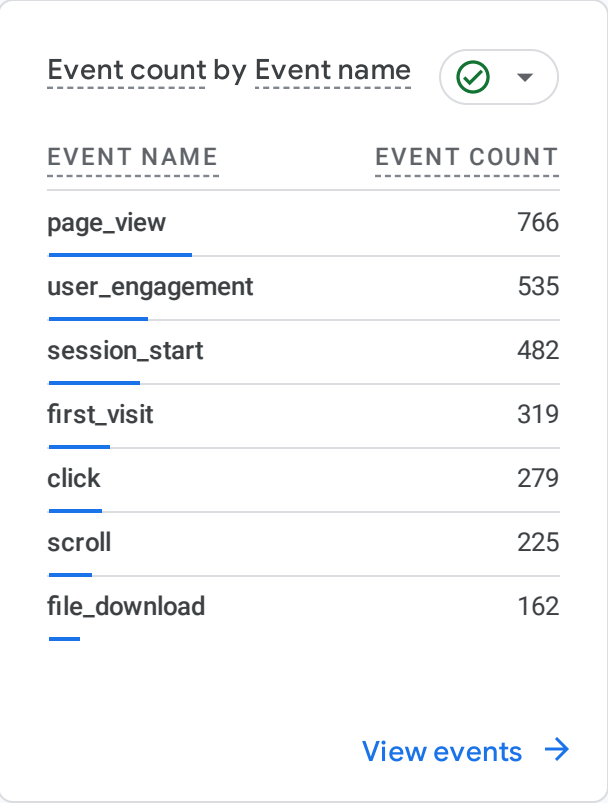 Event count by Event name
EVENT NAME EVENT COUNT
page_view 766
user_engagement 535
session_start 482
first_visit 319
click 279
scroll 225
file_download 162
View events